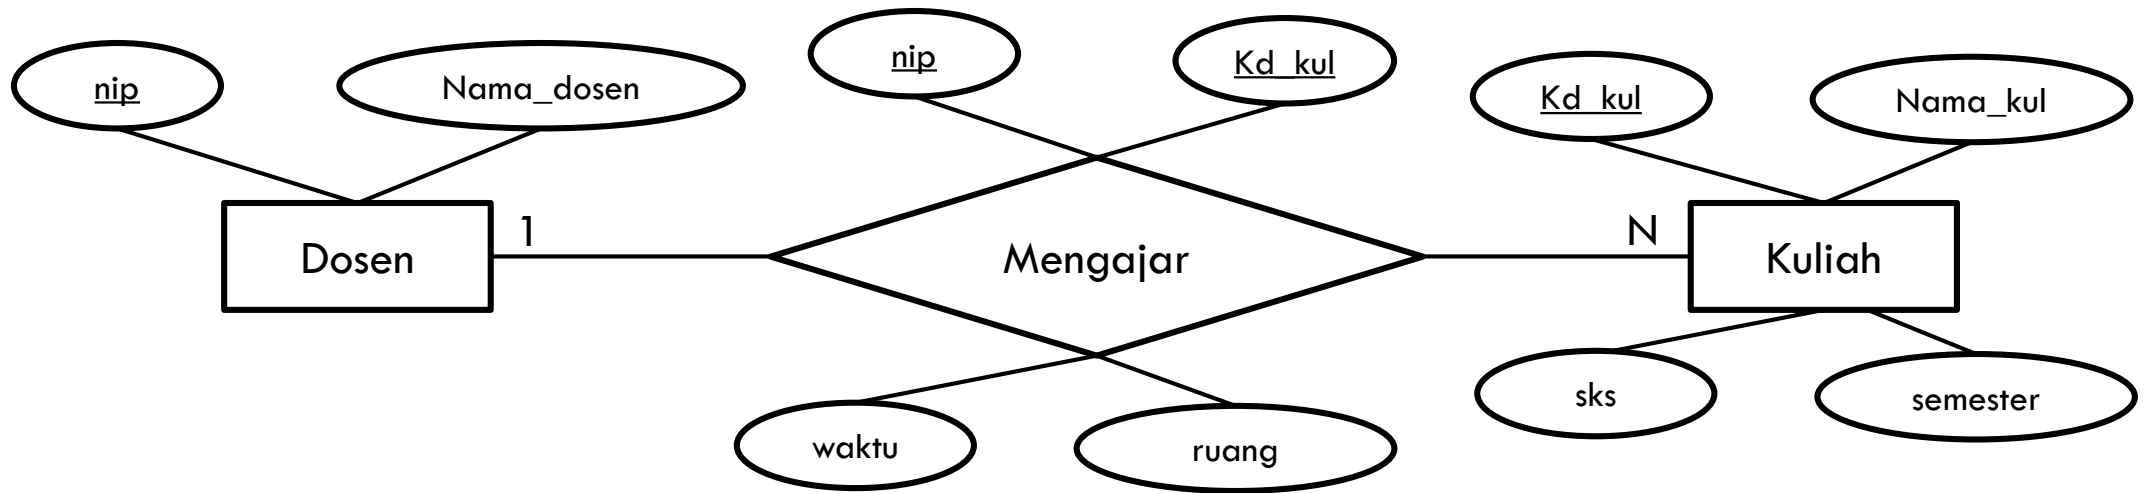 nip
Nama_dosen
nip
Kd_kul
Kd_kul
Nama_kul
Dosen
1
Mengajar
N
Kuliah
waktu
ruang
sks
semester